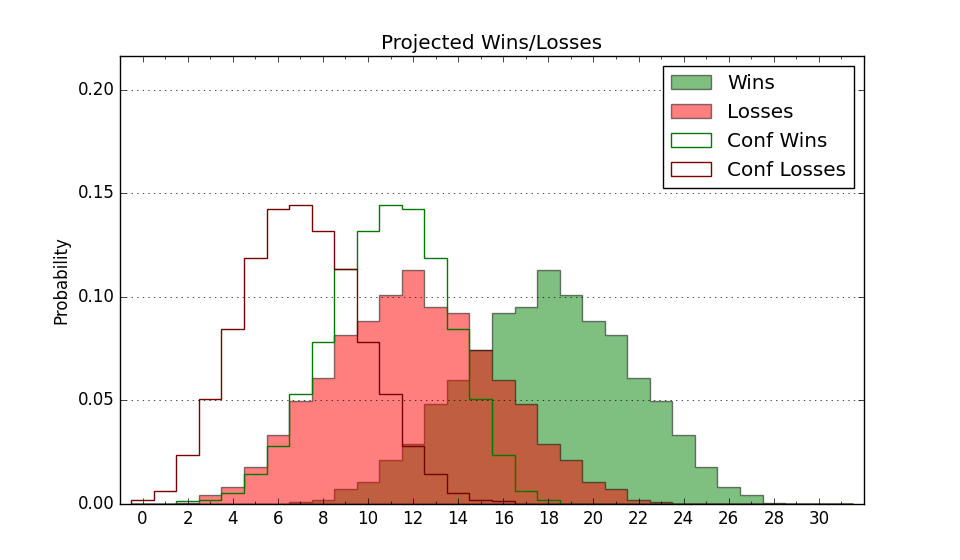 Projected Wins/Losses
Wins
Losses
Conf Wins
Conf Losses
Probability
0.20
0.15
0.10
0.05
0.00
0 2 4 6 8 10 12 14 16 18 20 22 24 26 28 30